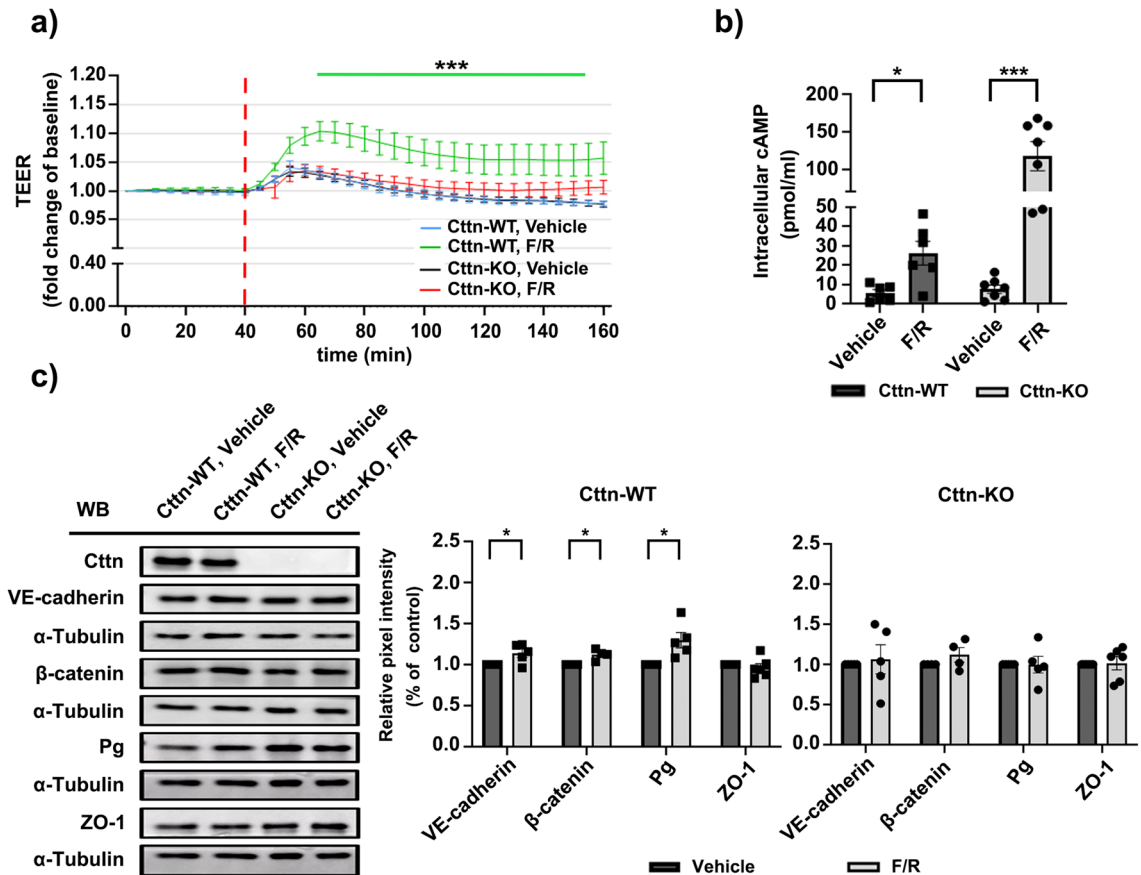 a)
TEER
(fold change of baseline)
1.20
1.15
1.10
1.05
1.00
0.95
0.40
0.00
***
Cttn-WT, Vehicle
Cttn-WT, F/R
Cttn-KO, Vehicle
Cttn-KO, F/R
0 20 40 60 80 100 120 140 160
time (min)
b)
Intracellular cAMP
(pmol/ml)
200
150
100
50
50
40
30
20
10
0
* ***
Vehicle F/R Vehicle F/R
Cttn-WT Cttn-KO
c)
WB
Cttn-WT, Vehicle
Cttn-WT, F/R
Cttn-KO, Vehicle
Cttn-KO, F/R
Cttn
VE-cadherin
α-Tubulin
β-catenin
α-Tubulin
Pg
α-Tubulin
ZO-1
α-Tubulin
Cttn-WT
Relative pixel intensity
(% of control)
2.5
2.0
1.5
1.0
0.5
0.0
* * *
VE-cadherin β-catenin Pg ZO-1
Cttn-KO
2.5
2.0
1.5
1.0
0.5
0.0
VE-cadherin β-catenin Pg ZO-1
Vehicle F/R